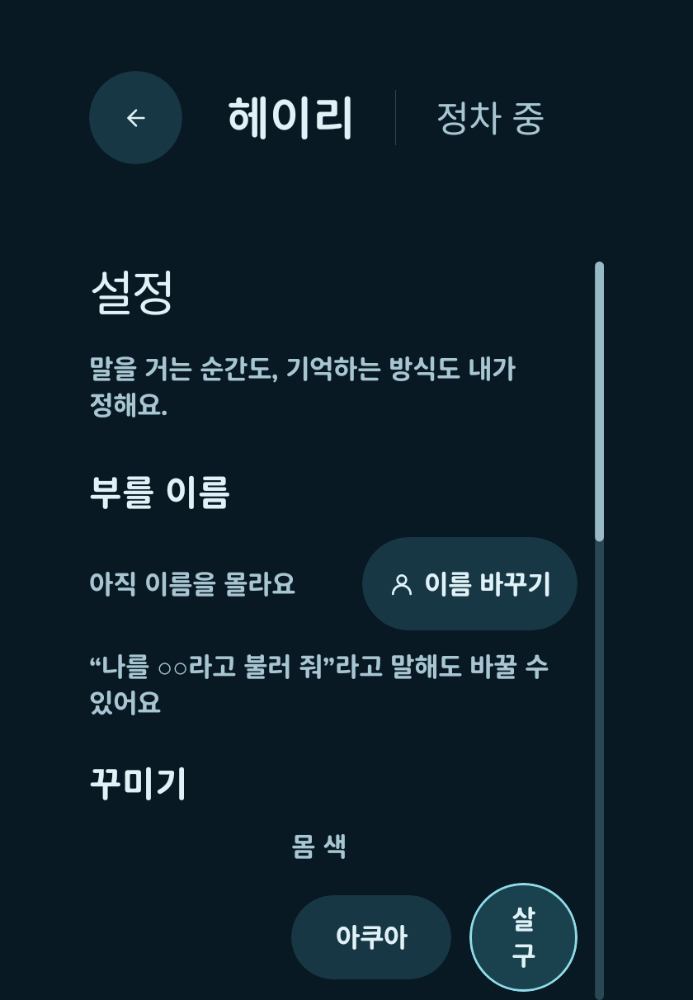 헤이리
정차 중
설정
말을 거는 순간도, 기억하는 방식도 내가
정해요.
부를 이름
아직 이름을 몰라요
이름 바꾸기
“나를 ○○라고 불러 줘”라고 말해도 바꿀 수
있어요
꾸미기
몸 색
아쿠아
살
구